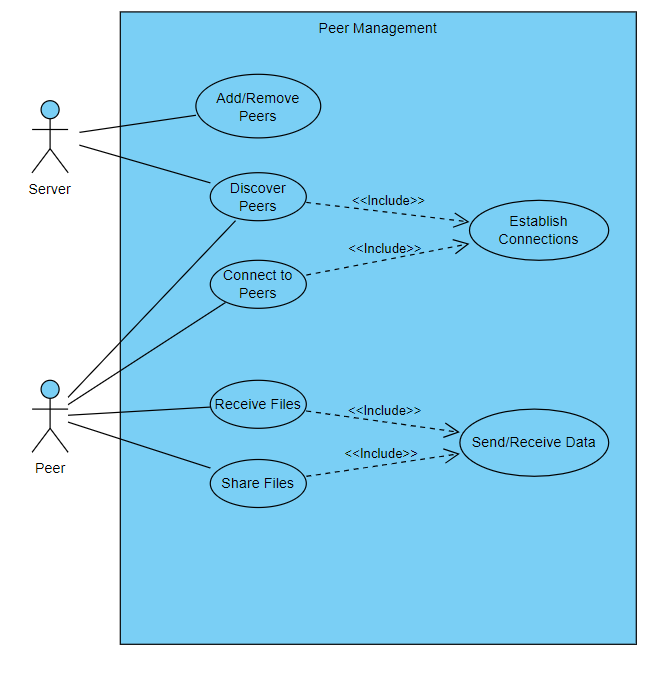 Peer Management
Add/Remove
Peers
Server
Discover
Peers
<<Include>>
Establish
Connections
<<Include>>
Connect to
Peers
Receive Files
<<Include>>
Send/Receive Data
<<Include>>
Peer
Share Files